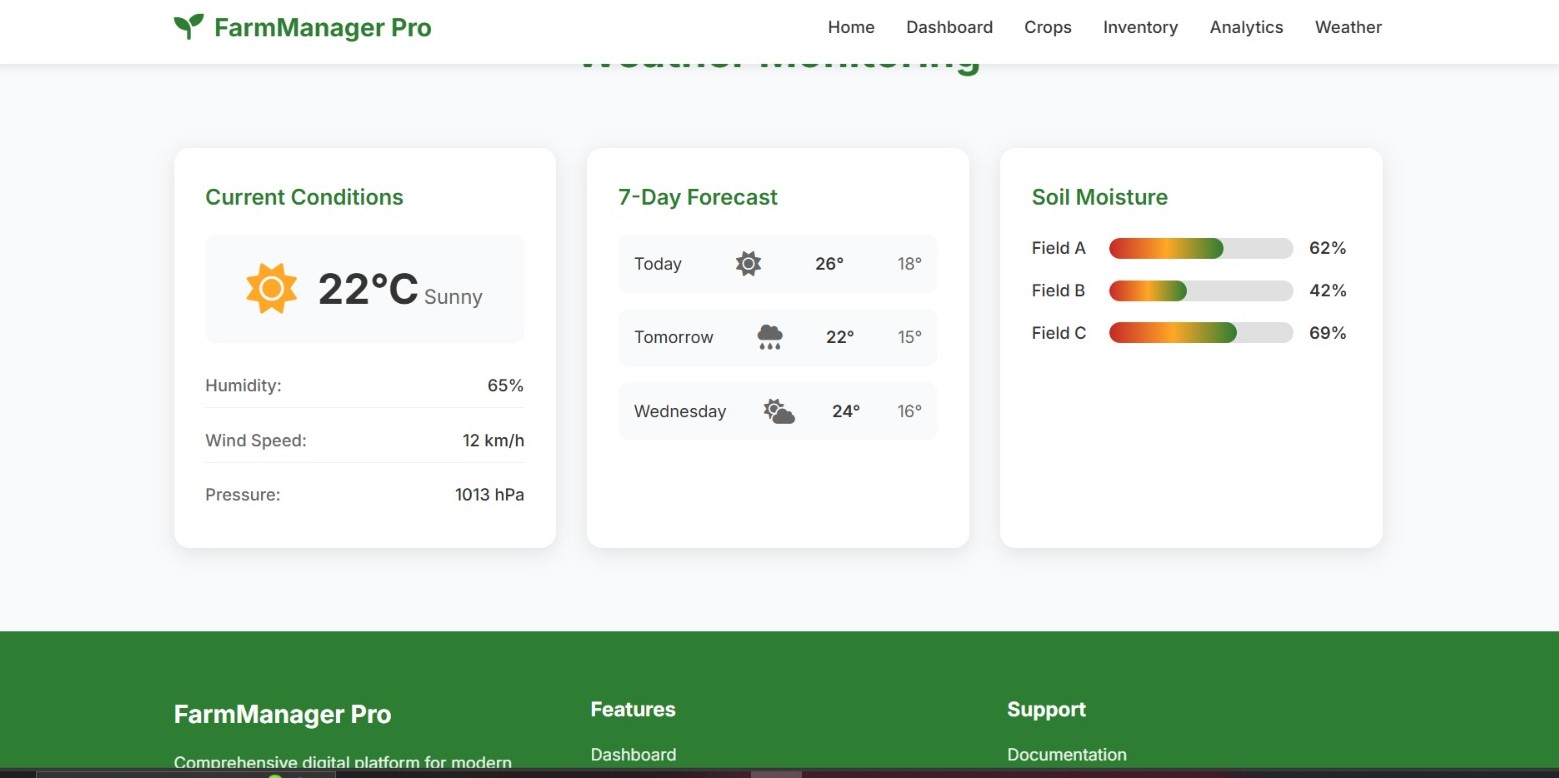 FarmManager Pro
Home Dashboard Crops Inventory Analytics Weather
Weather Monitoring
Current Conditions
22°C Sunny
Humidity: 65%
Wind Speed: 12 km/h
Pressure: 1013 hPa
7-Day Forecast
Today 26° 18°
Tomorrow 22° 15°
Wednesday 24° 16°
Soil Moisture
Field A 62%
Field B 42%
Field C 69%
FarmManager Pro
Comprehensive digital platform for modern
Features
Dashboard
Support
Documentation